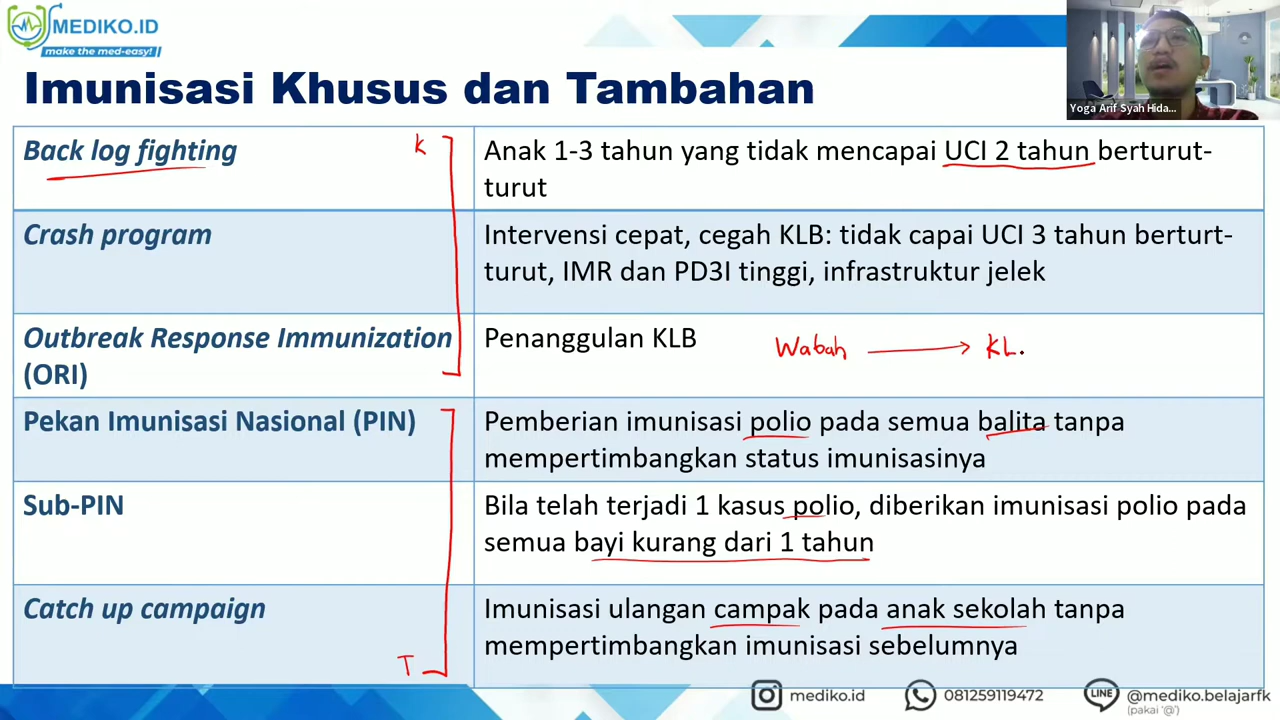 MEDIKO.ID
make the med-easy!
Yoga Arif Syah Hida...
Imunisasi Khusus dan Tambahan
Back log fighting
K
Anak 1-3 tahun yang tidak mencapai UCI 2 tahun berturut-
turut
Crash program
Intervensi cepat, cegah KLB: tidak capai UCI 3 tahun berturt-
turut, IMR dan PD3I tinggi, infrastruktur jelek
Outbreak Response Immunization
(ORI)
Penanggulan KLB
Wabah → KL
Pekan Imunisasi Nasional (PIN)
Pemberian imunisasi polio pada semua balita tanpa
mempertimbangkan status imunisasinya
Sub-PIN
Bila telah terjadi 1 kasus polio, diberikan imunisasi polio pada
semua bayi kurang dari 1 tahun
Catch up campaign
T
Imunisasi ulangan campak pada anak sekolah tanpa
mempertimbangkan imunisasi sebelumnya
mediko.id
081259119472
LINE
@mediko.belajarfk
(pakai '@')